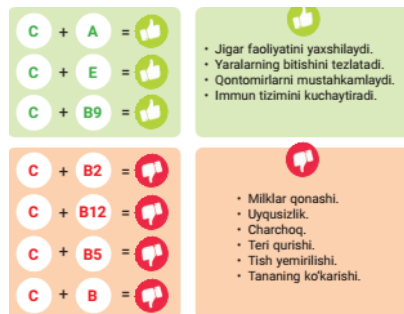 C + A =
C + E =
C + B9 =
• Jigar faoliyatini yaxshilaydi.
• Yaralarning bitishini tezlatadi.
• Qontomirlarni mustahkamlaydi.
• Immun tizimini kuchaytiradi.
C + B2 =
C + B12 =
C + B5 =
C + B =
• Milklar qonashi.
• Uyqusizlik.
• Charchoq.
• Teri qurishi.
• Tish yemirilishi.
• Tananing ko‘karishi.